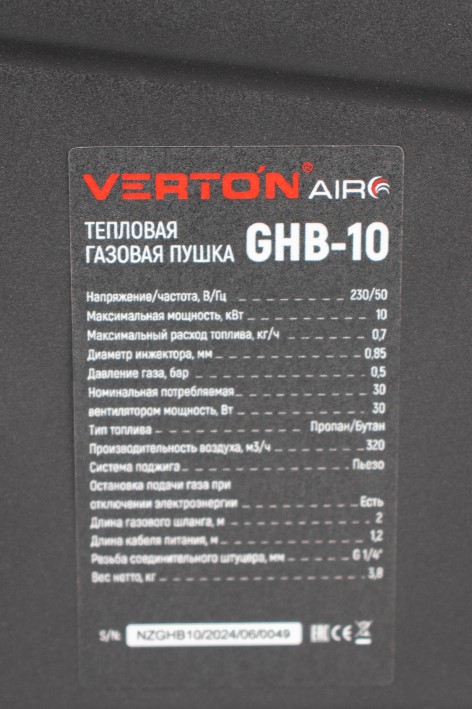 VERTON® AIR
ТЕПЛОВАЯ
ГАЗОВАЯ ПУШКА GHB-10
Напряжение/частота, В/Гц 230/50
Максимальная мощность, кВт 10
Максимальный расход топлива, кг/ч 0,7
Диаметр инжектора, мм 0,85
Давление газа, бар 0,5
Номинальная потребляемая 30
вентилятором мощность, Вт 30
Тип топлива Пропан/Бутан
Производительность воздуха, м3/ч 320
Система поджига Пьезо
Остановка подачи газа при
отключении электроэнергии Есть
Длина газового шланга, м 2
Длина кабеля питания, м 1,2
Резьба соединительного штуцера, мм G 1/4"
Вес нетто, кг 3,8
S/N: NZGHB10/2024/06/0049 EAC CE